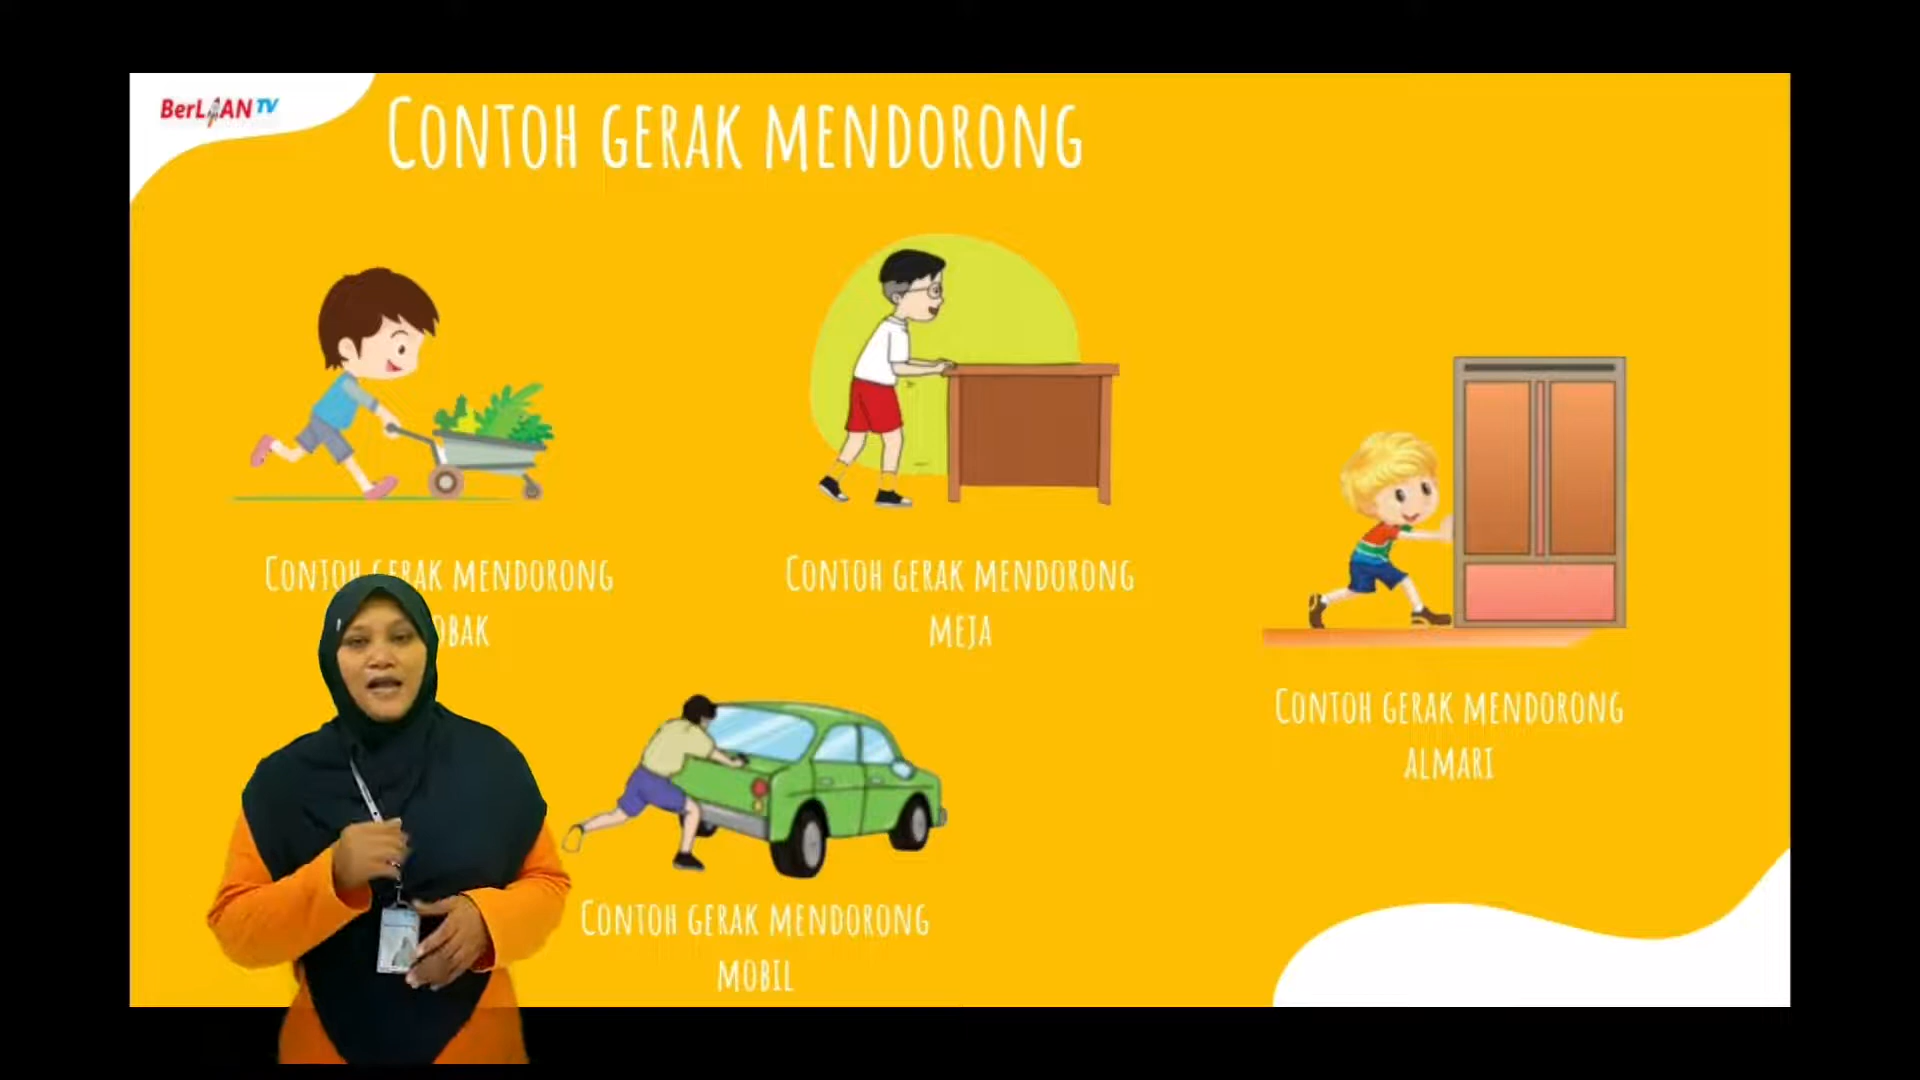 BerLIAN TV
CONTOH GERAK MENDORONG
CONTOH GERAK MENDORONG
CONTOH GERAK MENDORONG
MEJA
CONTOH GERAK MENDORONG
ALMARI
CONTOH GERAK MENDORONG
MOBIL